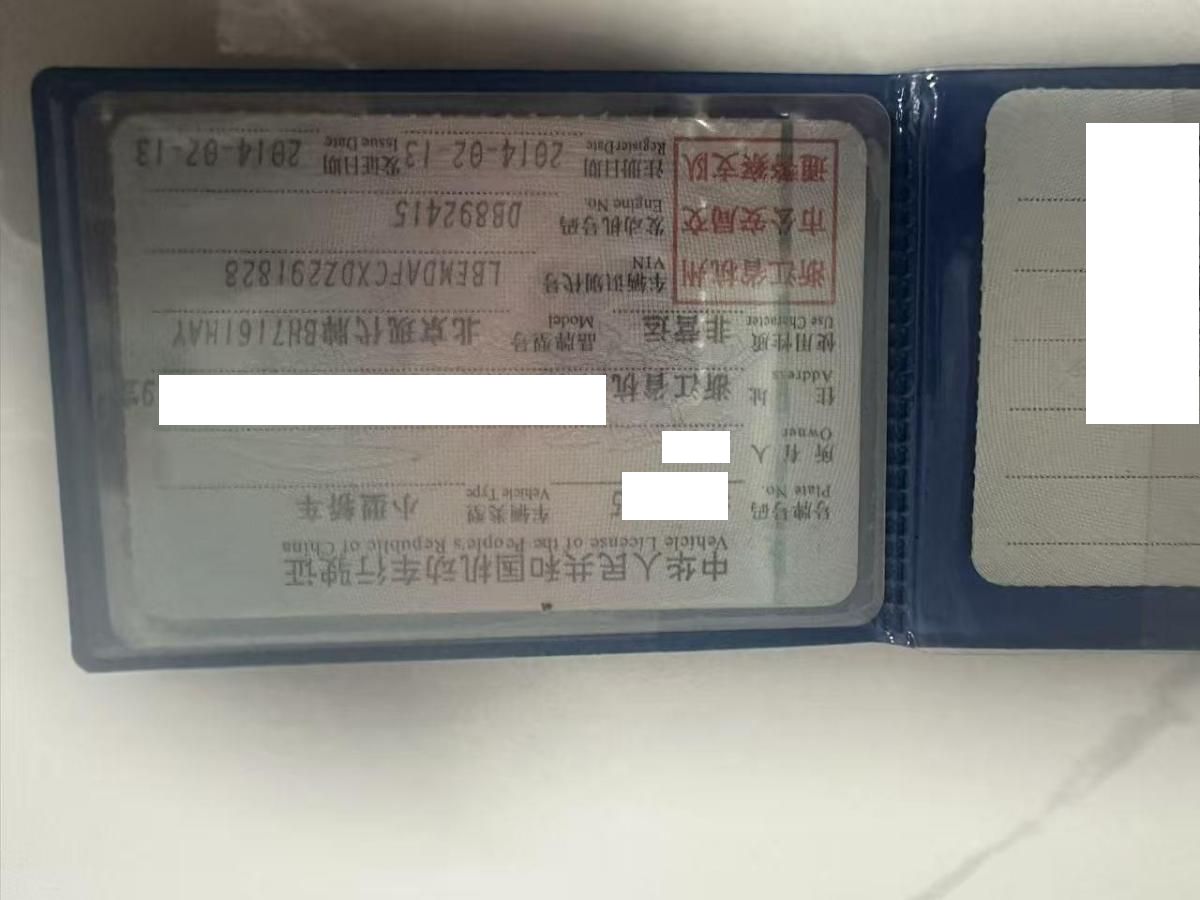 中华人民共和国机动车行驶证
Vehicle License of the People's Republic of China
号牌号码 车辆类型 小型轿车
Plate No. Vehicle Type
所有人
Owner
住址 浙江省杭
Address
使用性质 非营运 品牌型号 北京现代牌BH7161HAY
Use Character Model
浙江省杭州
市公安局交
通警察支队
车辆识别代号 LBEMDAFCXDZ291828
VIN
发动机号码 DB892415
Engine No.
注册日期 2014-02-13 发证日期 2014-02-13
Register Date Issue Date